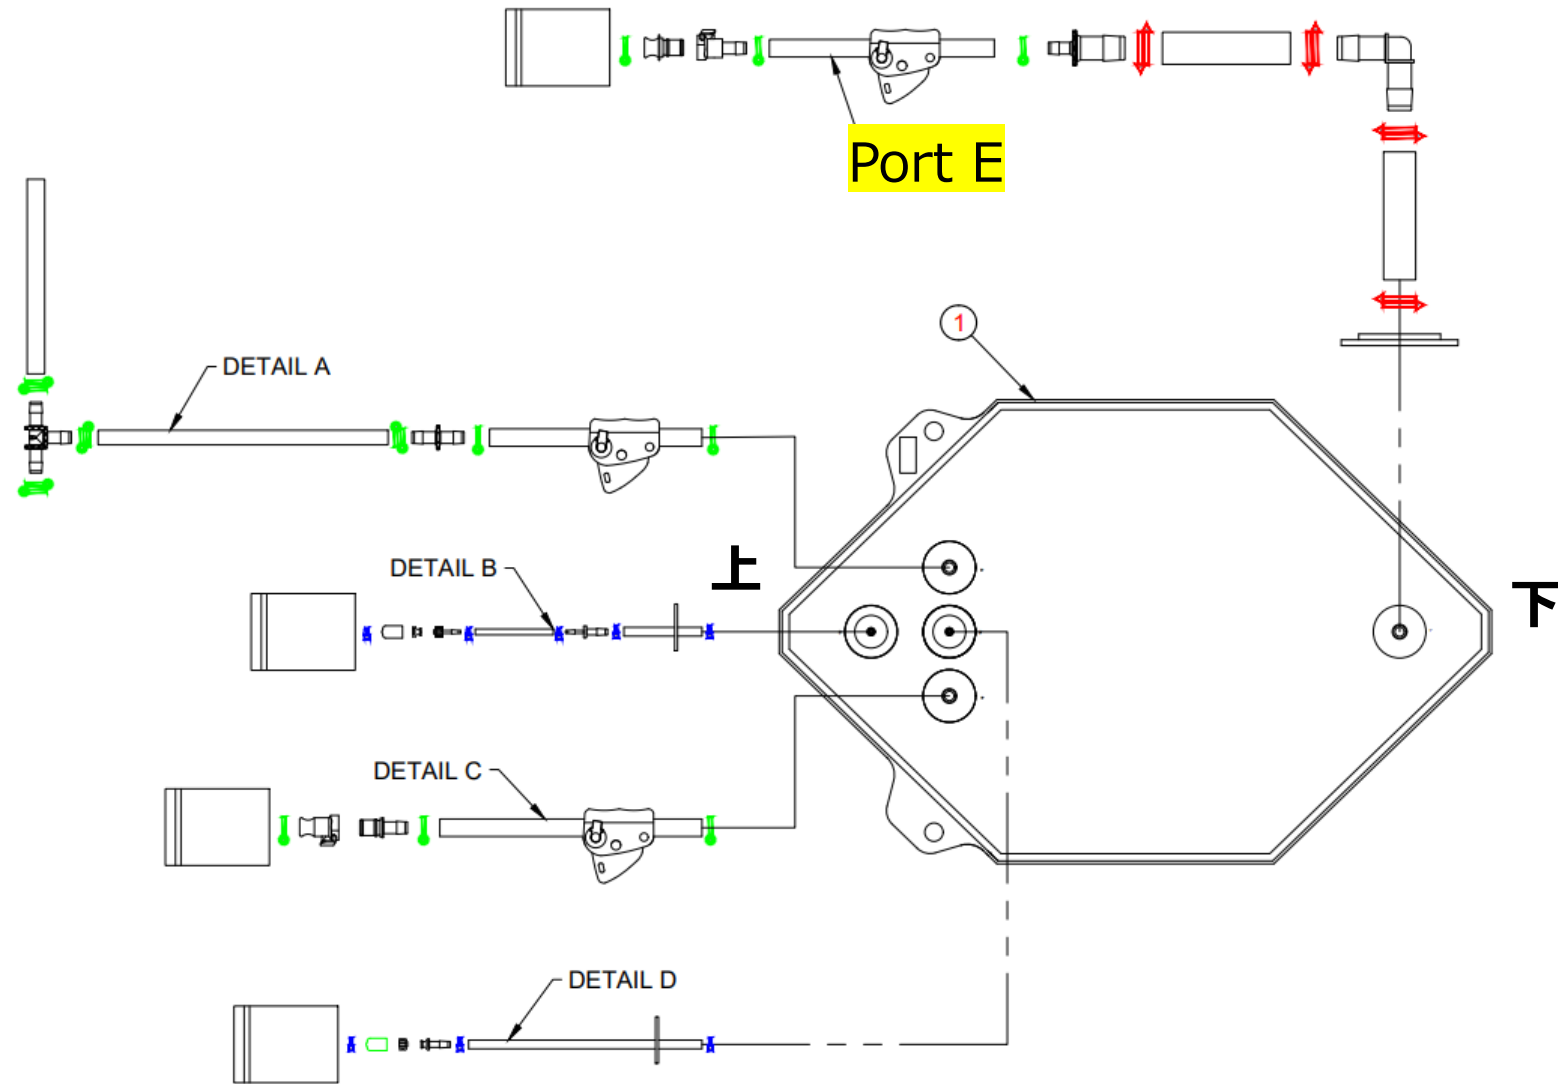 Port E
1
DETAIL A
上
DETAIL B
下
DETAIL C
DETAIL D